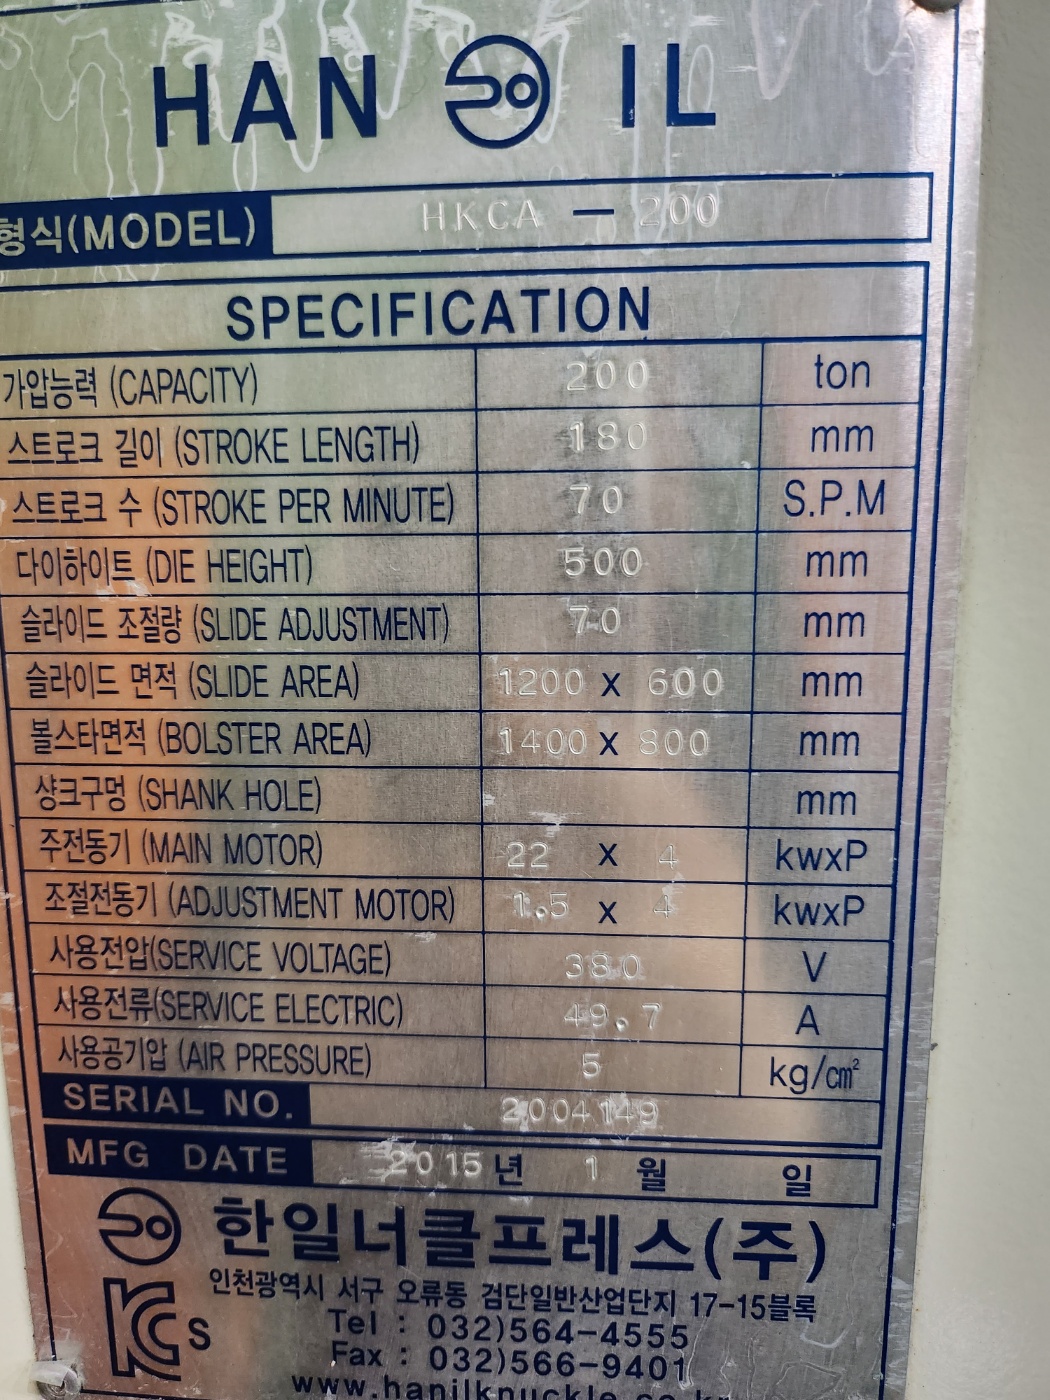 HAN IL
형식(MODEL) HKCA — 200
SPECIFICATION
가압능력 (CAPACITY) 200 ton
스트로크 길이 (STROKE LENGTH) 180 mm
스트로크 수 (STROKE PER MINUTE) 70 S.P.M
다이하이트 (DIE HEIGHT) 500 mm
슬라이드 조절량 (SLIDE ADJUSTMENT) 70 mm
슬라이드 면적 (SLIDE AREA) 1200 x 600 mm
볼스타면적 (BOLSTER AREA) 1400 x 800 mm
샹크구멍 (SHANK HOLE) mm
주전동기 (MAIN MOTOR) 22 x 4 kwxP
조절전동기 (ADJUSTMENT MOTOR) 1.5 x 4 kwxP
사용전압(SERVICE VOLTAGE) 380 V
사용전류(SERVICE ELECTRIC) 49.7 A
사용공기압 (AIR PRESSURE) 5 kg/㎠
SERIAL NO. 2004149
MFG DATE 2015 년 1 월 일
한일너클프레스(주)
인천광역시 서구 오류동 검단일반산업단지 17-15블록
KC S Tel : 032)564-4555
Fax : 032)566-9401
www.hanilknuckle.co.kr